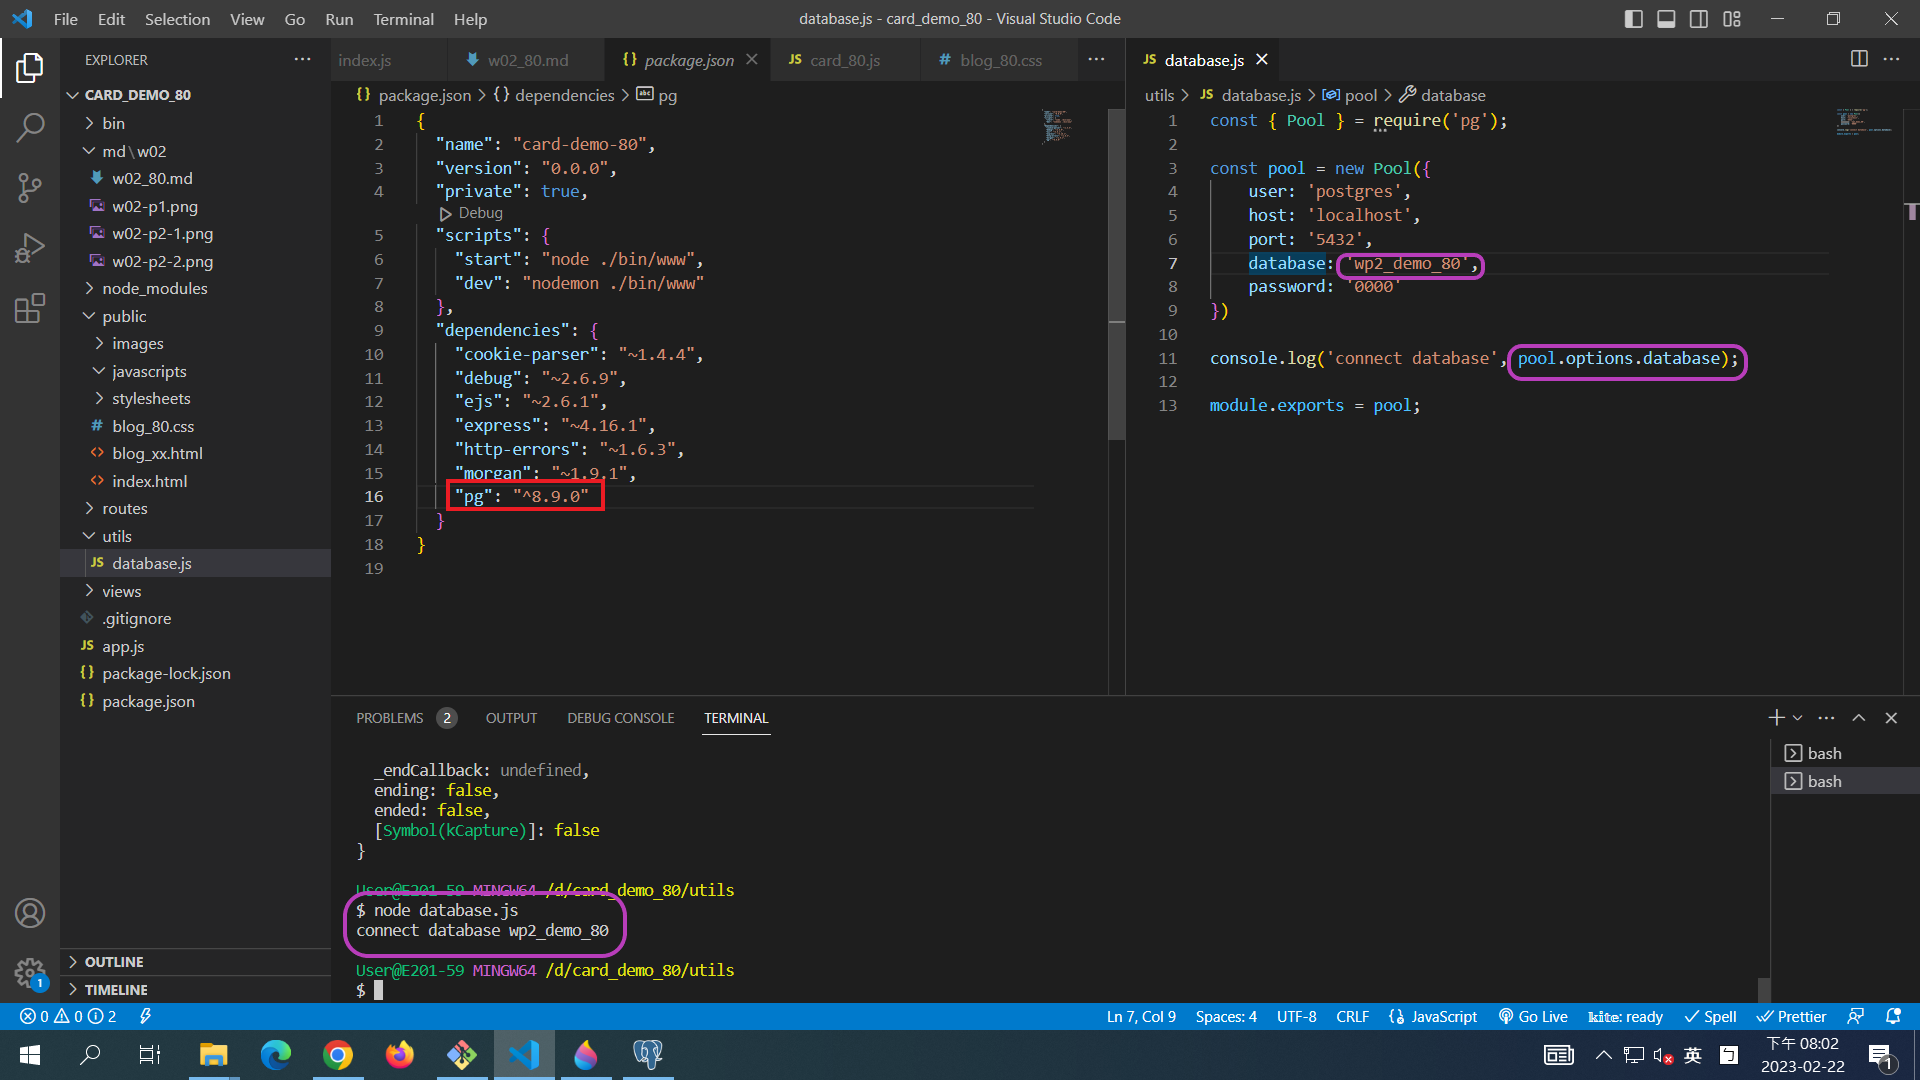 File Edit Selection View Go Run Terminal Help
database.js - card_demo_80 - Visual Studio Code
EXPLORER
CARD_DEMO_80
bin
md\w02
w02_80.md
w02-p1.png
w02-p2-1.png
w02-p2-2.png
node_modules
public
images
javascripts
stylesheets
blog_80.css
blog_xx.html
index.html
routes
utils
database.js
views
.gitignore
app.js
package-lock.json
package.json
OUTLINE
TIMELINE
index.js w02_80.md package.json card_80.js blog_80.css
package.json > {} dependencies > pg
1 {
2 "name": "card-demo-80",
3 "version": "0.0.0",
4 "private": true,
Debug
5 "scripts": {
6 "start": "node ./bin/www",
7 "dev": "nodemon ./bin/www"
8 },
9 "dependencies": {
10 "cookie-parser": "~1.4.4",
11 "debug": "~2.6.9",
12 "ejs": "~2.6.1",
13 "express": "~4.16.1",
14 "http-errors": "~1.6.3",
15 "morgan": "~1.9.1",
16 "pg": "^8.9.0"
17 }
18 }
19
JS database.js
utils > JS database.js > pool > database
1 const { Pool } = require('pg');
2
3 const pool = new Pool({
4 user: 'postgres',
5 host: 'localhost',
6 port: '5432',
7 database: 'wp2_demo_80',
8 password: '0000'
9 })
10
11 console.log('connect database', pool.options.database);
12
13 module.exports = pool;
PROBLEMS 2 OUTPUT DEBUG CONSOLE TERMINAL
_endCallback: undefined,
ending: false,
ended: false,
[Symbol(kCapture)]: false
}
User@E201-59 MINGW64 /d/card_demo_80/utils
$ node database.js
connect database wp2_demo_80
User@E201-59 MINGW64 /d/card_demo_80/utils
$
bash
bash
1
0 0 2
Ln 7, Col 9 Spaces: 4 UTF-8 CRLF {} JavaScript Go Live kite: ready Spell Prettier
英 ㄅ
下午 08:02
2023-02-22
1